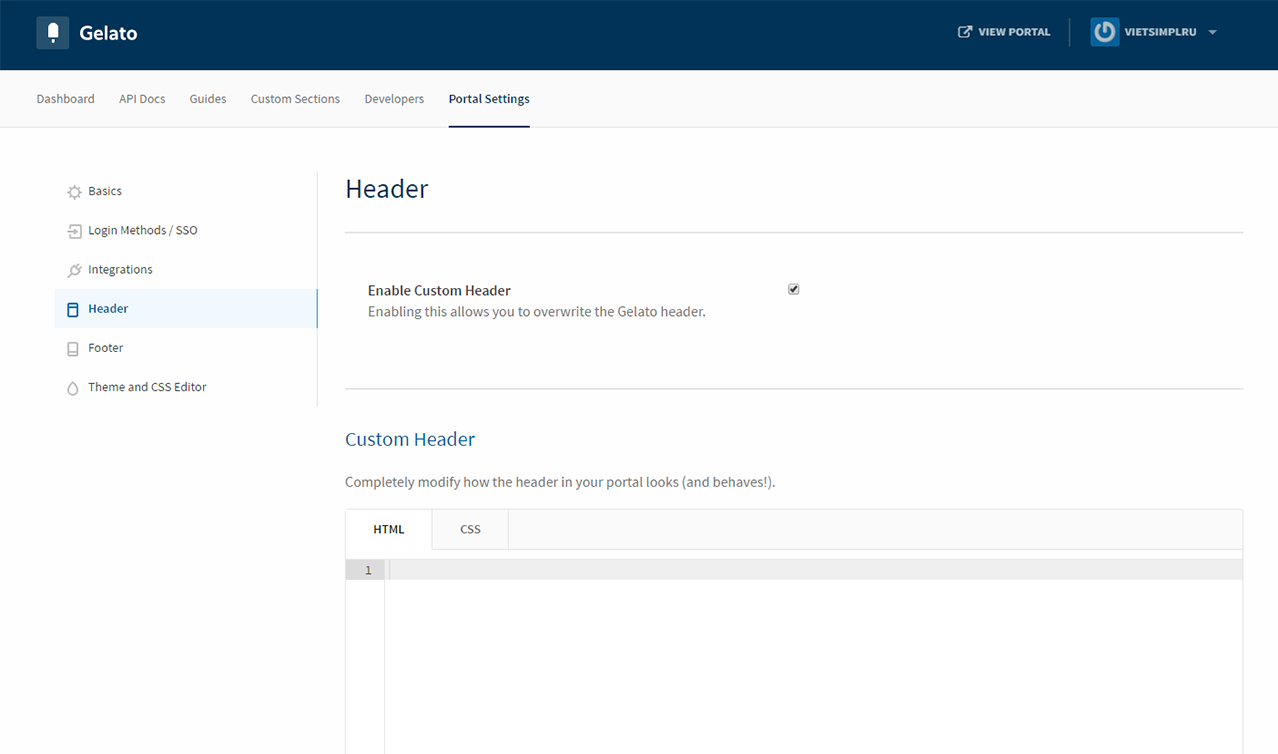 Gelato
VIEW PORTAL
VIETSIMPLRU
Dashboard API Docs Guides Custom Sections Developers Portal Settings
Basics
Login Methods / SSO
Integrations
Header
Footer
Theme and CSS Editor
Header
Enable Custom Header
Enabling this allows you to overwrite the Gelato header.
Custom Header
Completely modify how the header in your portal looks (and behaves!).
HTML CSS
1